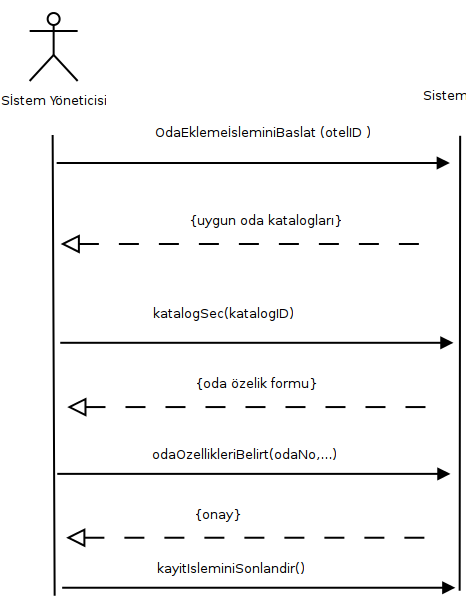 Sistem Yöneticisi
Sistem
OdaEklemeIsleminiBaslat (otelID )
{uygun oda katalogları}
katalogSec(katalogID)
{oda özelik formu}
odaOzellikleriBelirt(odaNo,...)
{onay}
kayitIsleminiSonlandir()